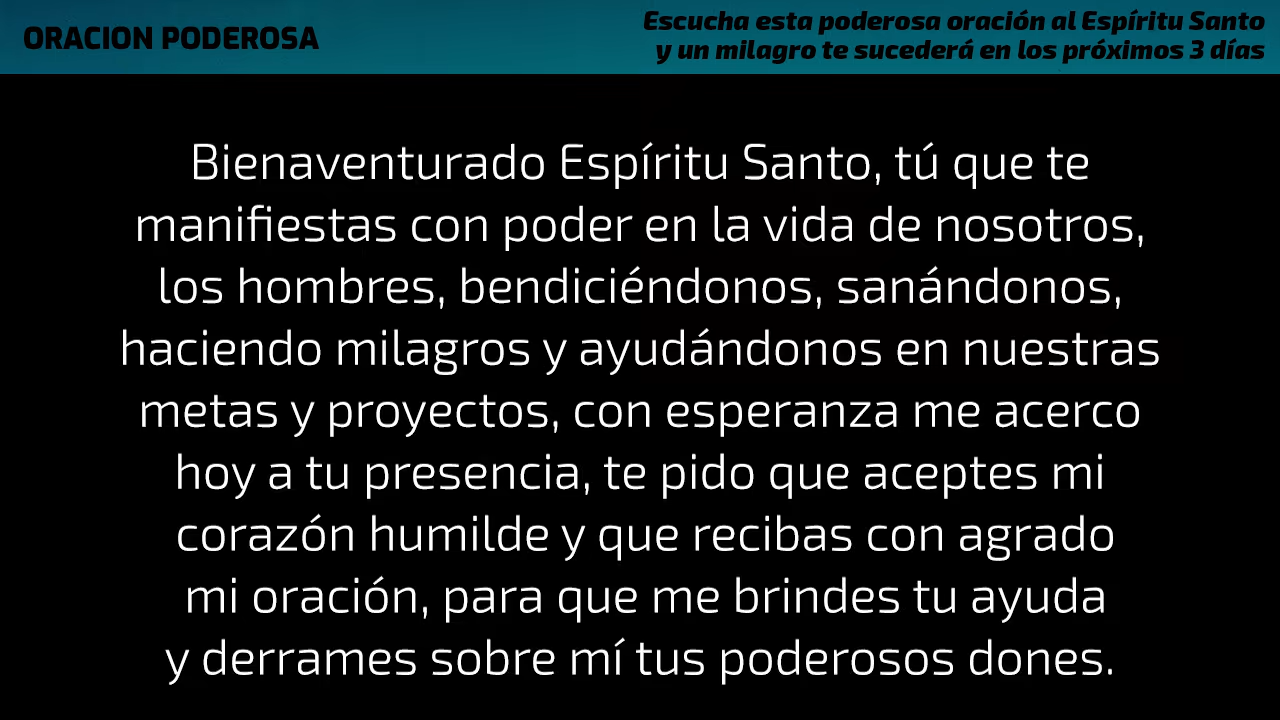 ORACION PODEROSA
Escucha esta poderosa oración al Espíritu Santo
y un milagro te sucederá en los próximos 3 días
Bienaventurado Espíritu Santo, tú que te
manifiestas con poder en la vida de nosotros,
los hombres, bendiciéndonos, sanándonos,
haciendo milagros y ayudándonos en nuestras
metas y proyectos, con esperanza me acerco
hoy a tu presencia, te pido que aceptes mi
corazón humilde y que recibas con agrado
mi oración, para que me brindes tu ayuda
y derrames sobre mí tus poderosos dones.